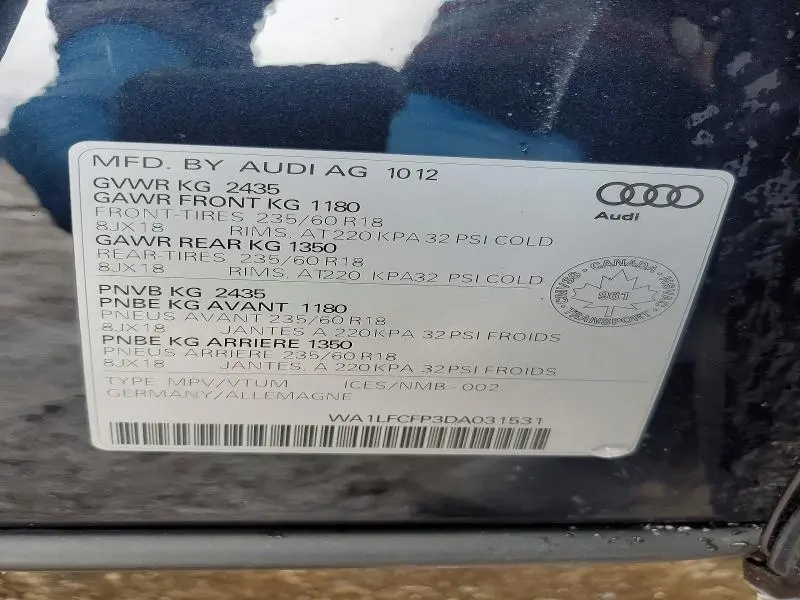 MFD. BY AUDI AG 1012
GVWR KG 2435
GAWR FRONT KG 1180
FRONT-TIRES 235/60 R18
8JX18 RIMS, AT 220 KPA 32 PSI COLD
GAWR REAR KG 1350
REAR-TIRES 235/60 R18
8JX18 RIMS, AT220 KPA32 PSI COLD
Audi
CANADA
CMVSS NSVAC
961
TRANSPORT
PNVB KG 2435
PNBE KG AVANT 1180
PNEUS AVANT 235/60 R18
8JX18 JANTES A 220KPA 32PSI FROIDS
PNBE KG ARRIERE 1350
PNEUS ARRIERE 235/60 R18
8JX18 JANTES, A 220KPA 32PSI FROIDS
TYPE MPV/VTUM ICES/NMB-002
GERMANY/ALLEMAGNE
WA1LFCFP3DA031531